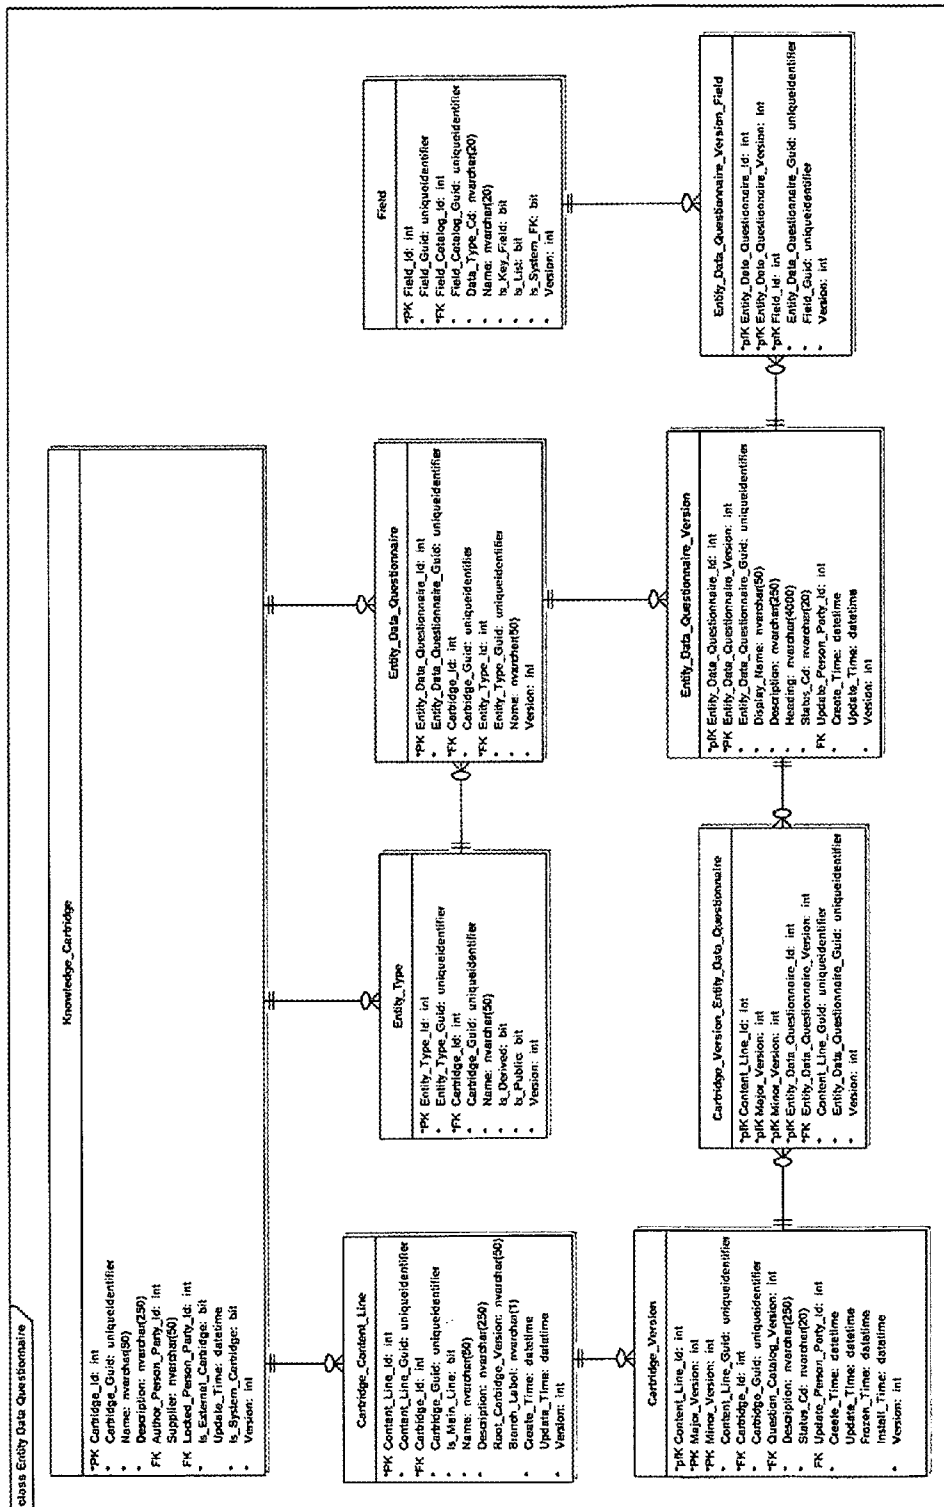 class Entity Data Questionnaire
Knowledge_Cartridge
*PK Cartridge_Id: int
* Cartridge_Guid: uniqueidentifier
* Name: nvarchar(50)
* Description: nvarchar(250)
FK Author_Person_Party_Id: int
Supplier: nvarchar(50)
FK Locked_Person_Party_Id: int
* Is_External_Cartridge: bit
Update_Time: datetime
* Is_System_Cartridge: bit
* Version: int
Cartridge_Content_Line
*PK Content_Line_Id: int
* Content_Line_Guid: uniqueidentifier
*FK Cartridge_Id: int
* Cartridge_Guid: uniqueidentifier
* Is_Main_Line: bit
* Name: nvarchar(50)
* Description: nvarchar(250)
Root_Cartridge_Version: nvarchar(50)
Branch_Label: nvarchar(1)
* Create_Time: datetime
Update_Time: datetime
* Version: int
Entity_Type
*PK Entity_Type_Id: int
* Entity_Type_Guid: uniqueidentifier
*FK Cartridge_Id: int
* Cartridge_Guid: uniqueidentifier
* Name: nvarchar(50)
* Is_Derived: bit
* Is_Public: bit
* Version: int
Entity_Data_Questionnaire
*PK Entity_Data_Questionnaire_Id: int
* Entity_Data_Questionnaire_Guid: uniqueidentifier
*FK Cartridge_Id: int
* Cartridge_Guid: uniqueidentifier
*FK Entity_Type_Id: int
* Entity_Type_Guid: uniqueidentifier
* Name: nvarchar(50)
* Version: int
Field
*PK Field_Id: int
* Field_Guid: uniqueidentifier
*FK Field_Catalog_Id: int
* Field_Catalog_Guid: uniqueidentifier
* Data_Type_Cd: nvarchar(20)
* Name: nvarchar(20)
* Is_Key_Field: bit
* Is_List: bit
* Is_System_FK: bit
* Version: int
Cartridge_Version
*pfK Content_Line_Id: int
*PK Major_Version: int
*PK Minor_Version: int
* Content_Line_Guid: uniqueidentifier
*FK Cartridge_Id: int
* Cartridge_Guid: uniqueidentifier
*FK Question_Catalog_Version: int
* Description: nvarchar(250)
* Status_Cd: nvarchar(20)
FK Update_Person_Party_Id: int
* Create_Time: datetime
Update_Time: datetime
Frozen_Time: datetime
Install_Time: datetime
* Version: int
Cartridge_Version_Entity_Data_Questionnaire
*pfK Content_Line_Id: int
*pfK Major_Version: int
*pfK Minor_Version: int
*pfK Entity_Data_Questionnaire_Id: int
*FK Entity_Data_Questionnaire_Version: int
* Content_Line_Guid: uniqueidentifier
* Entity_Data_Questionnaire_Guid: uniqueidentifier
* Version: int
Entity_Data_Questionnaire_Version
*pfK Entity_Data_Questionnaire_Id: int
*PK Entity_Data_Questionnaire_Version: int
* Entity_Data_Questionnaire_Guid: uniqueidentifier
* Display_Name: nvarchar(50)
* Description: nvarchar(250)
* Heading: nvarchar(4000)
* Status_Cd: nvarchar(20)
FK Update_Person_Party_Id: int
* Create_Time: datetime
Update_Time: datetime
* Version: int
Entity_Data_Questionnaire_Version_Field
*pfK Entity_Data_Questionnaire_Id: int
*pfK Entity_Data_Questionnaire_Version: int
*pfK Field_Id: int
* Entity_Data_Questionnaire_Guid: uniqueidentifier
* Field_Guid: uniqueidentifier
* Version: int